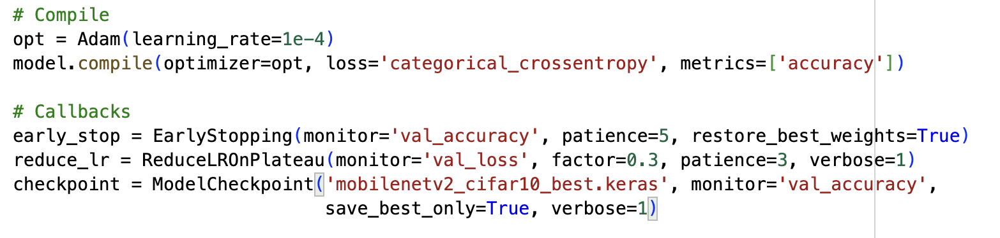 # Compile
opt = Adam(learning_rate=1e-4)
model.compile(optimizer=opt, loss='categorical_crossentropy', metrics=['accuracy'])
# Callbacks
early_stop = EarlyStopping(monitor='val_accuracy', patience=5, restore_best_weights=True)
reduce_lr = ReduceLROnPlateau(monitor='val_loss', factor=0.3, patience=3, verbose=1)
checkpoint = ModelCheckpoint('mobilenetv2_cifar10_best.keras', monitor='val_accuracy',
                             save_best_only=True, verbose=1)